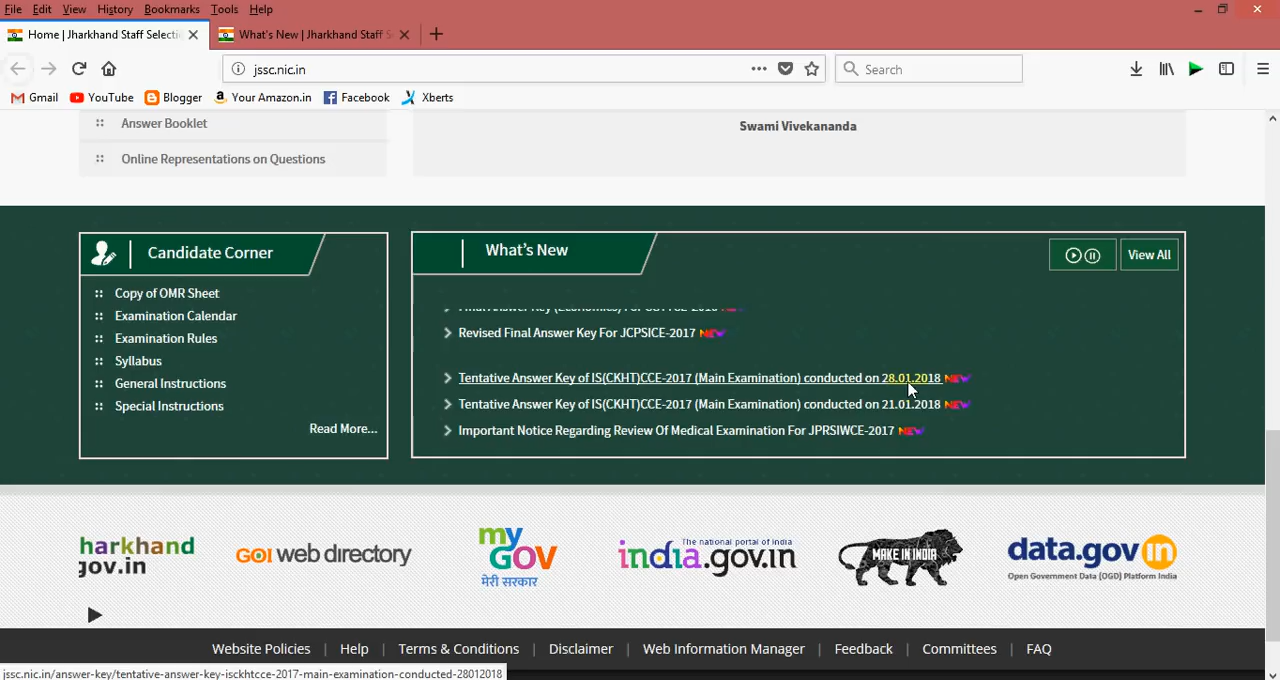 File Edit View History Bookmarks Tools Help
Home | Jharkhand Staff Selecti
What's New | Jharkhand Staff S
jssc.nic.in
Search
Gmail YouTube Blogger Your Amazon.in Facebook Xberts
Answer Booklet
Online Representations on Questions
Swami Vivekananda
Candidate Corner
Copy of OMR Sheet
Examination Calendar
Examination Rules
Syllabus
General Instructions
Special Instructions
Read More...
What's New
View All
Revised Final Answer Key For JCPSICE-2017 NEW
Tentative Answer Key of IS(CKHT)CCE-2017 (Main Examination) conducted on 28.01.2018 NEW
Tentative Answer Key of IS(CKHT)CCE-2017 (Main Examination) conducted on 21.01.2018 NEW
Important Notice Regarding Review Of Medical Examination For JPRSIWCE-2017 NEW
harkhand
gov.in
GOI web directory
my
GOV
मेरी सरकार
The national portal of india
india.gov.in
MAKE IN INDIA
data.gov in
Open Government Data (OGD) Platform India
Website Policies | Help | Terms & Conditions | Disclaimer | Web Information Manager | Feedback | Committees | FAQ
jssc.nic.in/answer-key/tentative-answer-key-isckhtcce-2017-main-examination-conducted-28012018